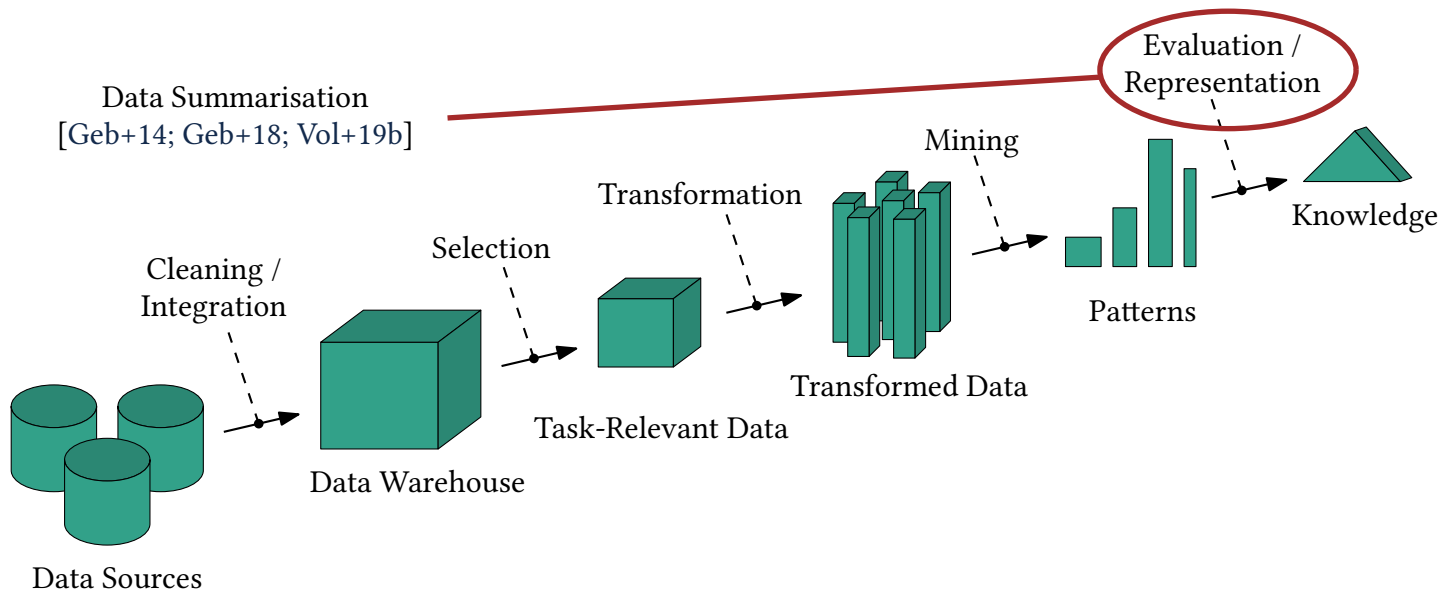 Evaluation /
Representation
Data Summarisation
[Geb+14; Geb+18; Vol+19b]
Mining
Transformation
Knowledge
Selection
Cleaning /
Integration
Patterns
Transformed Data
Task-Relevant Data
Data Warehouse
Data Sources